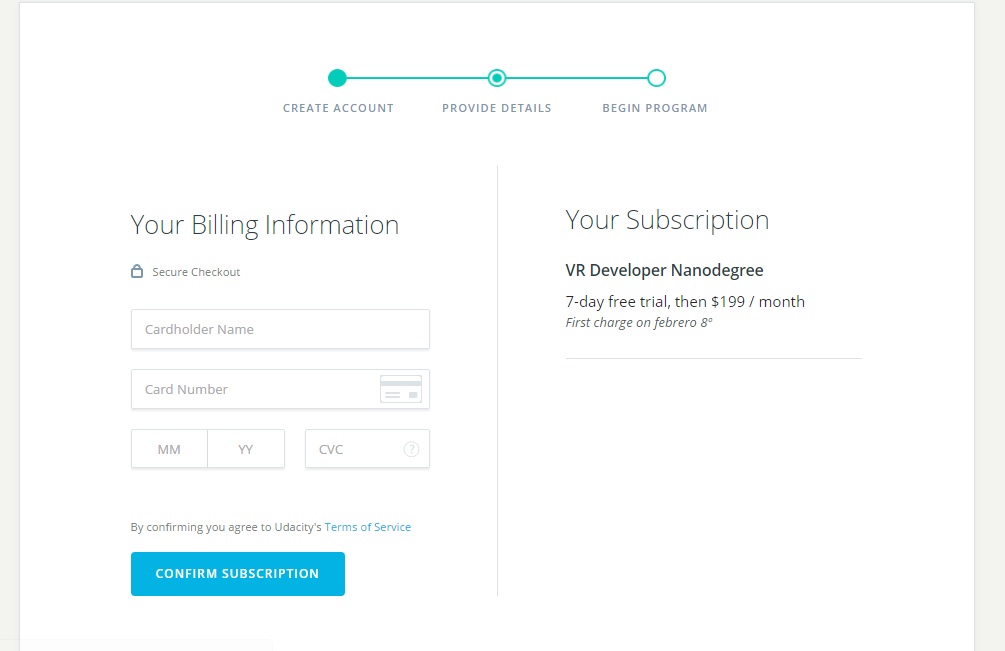 CREATE ACCOUNT
PROVIDE DETAILS
BEGIN PROGRAM
Your Billing Information
Secure Checkout
Cardholder Name
Card Number
MM
YY
CVC
?
By confirming you agree to Udacity's Terms of Service
CONFIRM SUBSCRIPTION
Your Subscription
VR Developer Nanodegree
7-day free trial, then $199 / month
First charge on febrero 8º